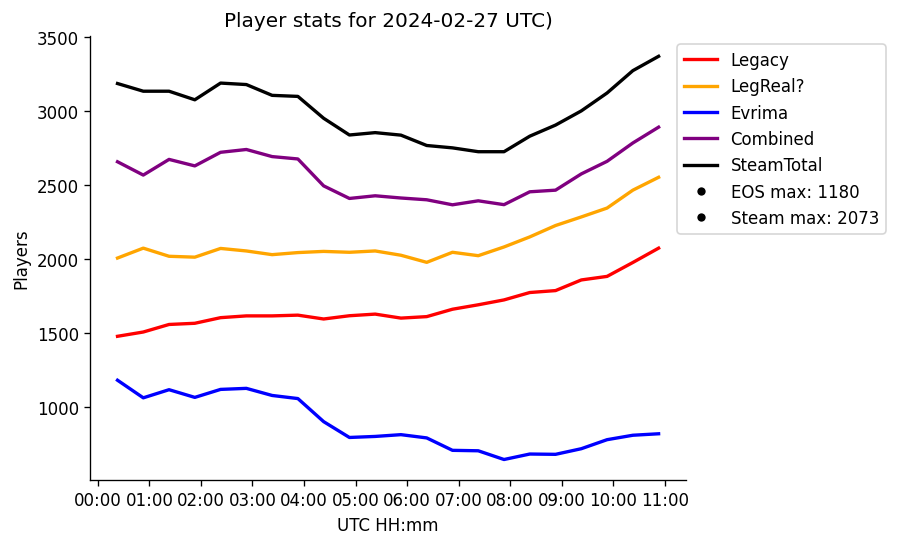 Player stats for 2024-02-27 UTC)
3500
3000
2500
2000
1500
1000
Players
00:00 01:00 02:00 03:00 04:00 05:00 06:00 07:00 08:00 09:00 10:00 11:00
UTC HH:mm
Legacy
LegReal?
Evrima
Combined
SteamTotal
EOS max: 1180
Steam max: 2073